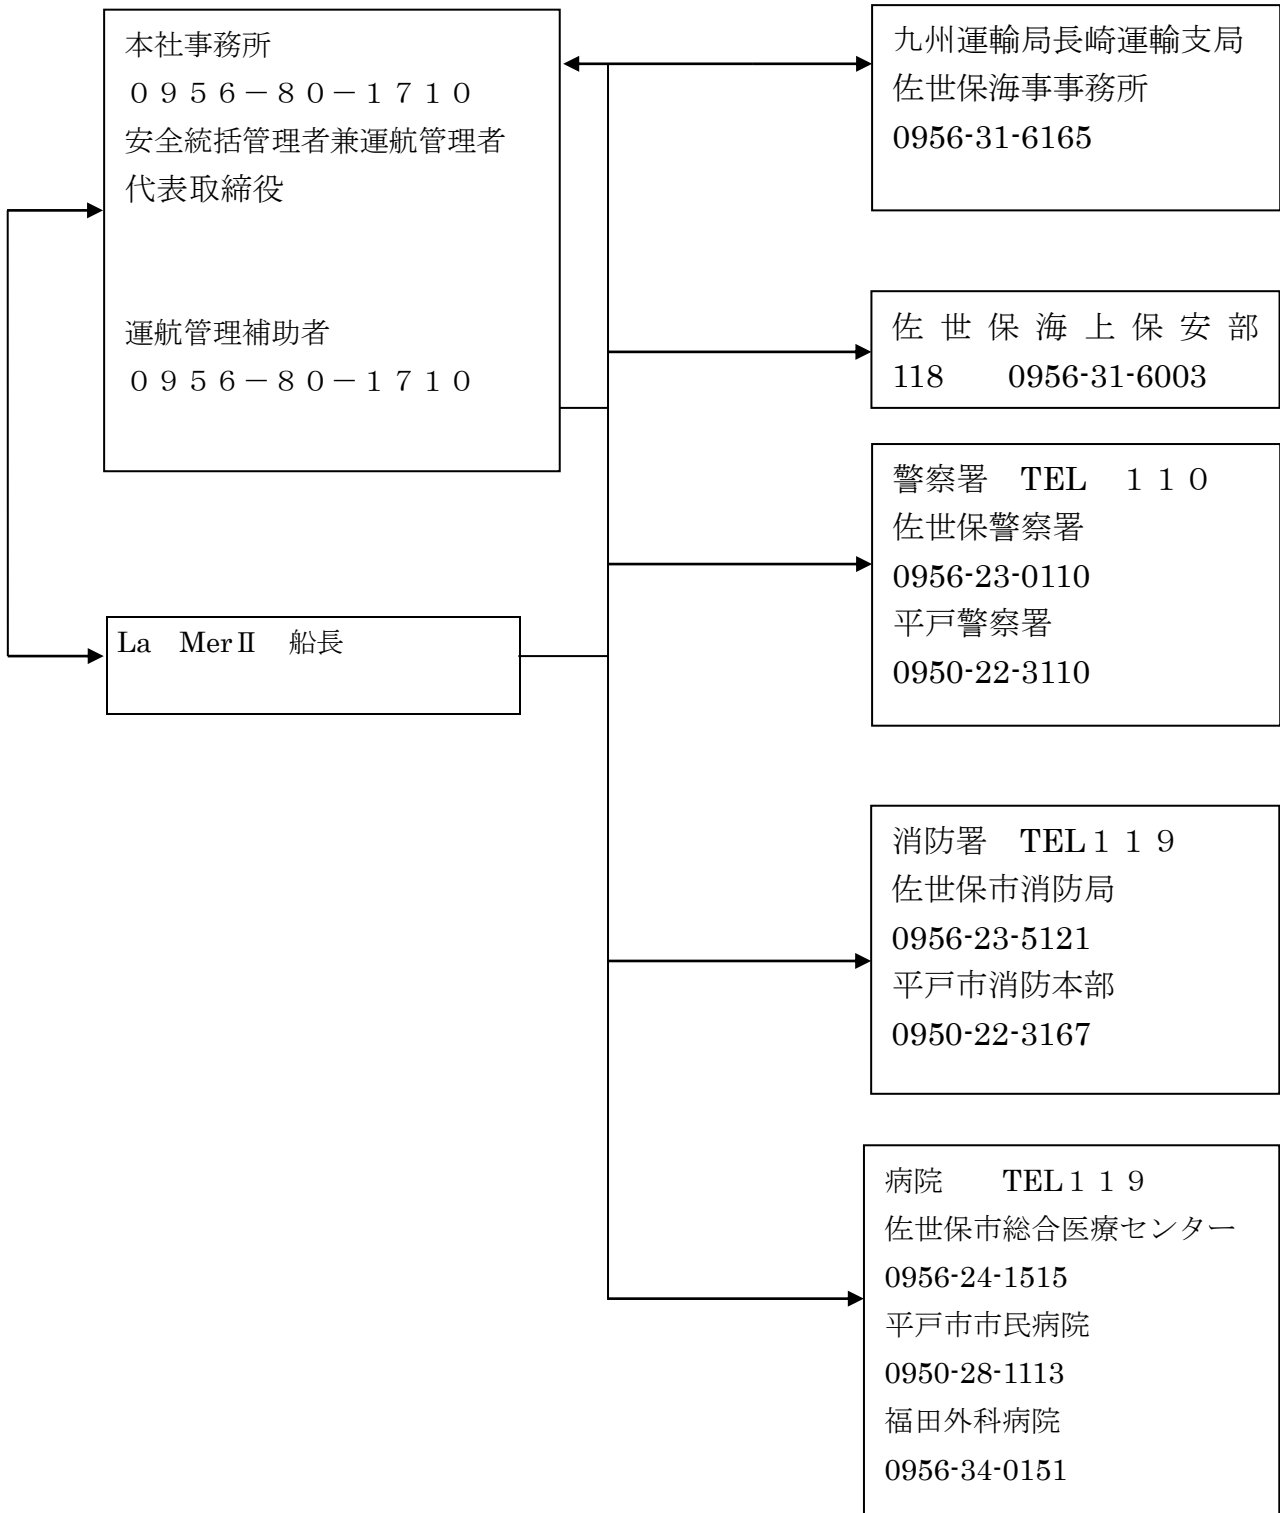 本社事務所
０９５６－８０－１７１０
安全統括管理者兼運航管理者
代表取締役
運航管理補助者
０９５６－８０－１７１０
La　MerⅡ　船長
九州運輸局長崎運輸支局
佐世保海事事務所
0956-31-6165
佐世保海上保安部
118　　0956-31-6003
警察署　TEL　１１０
佐世保警察署
0956-23-0110
平戸警察署
0950-22-3110
消防署　TEL１１９
佐世保市消防局
0956-23-5121
平戸市消防本部
0950-22-3167
病院　　TEL１１９
佐世保市総合医療センター
0956-24-1515
平戸市市民病院
0950-28-1113
福田外科病院
0956-34-0151